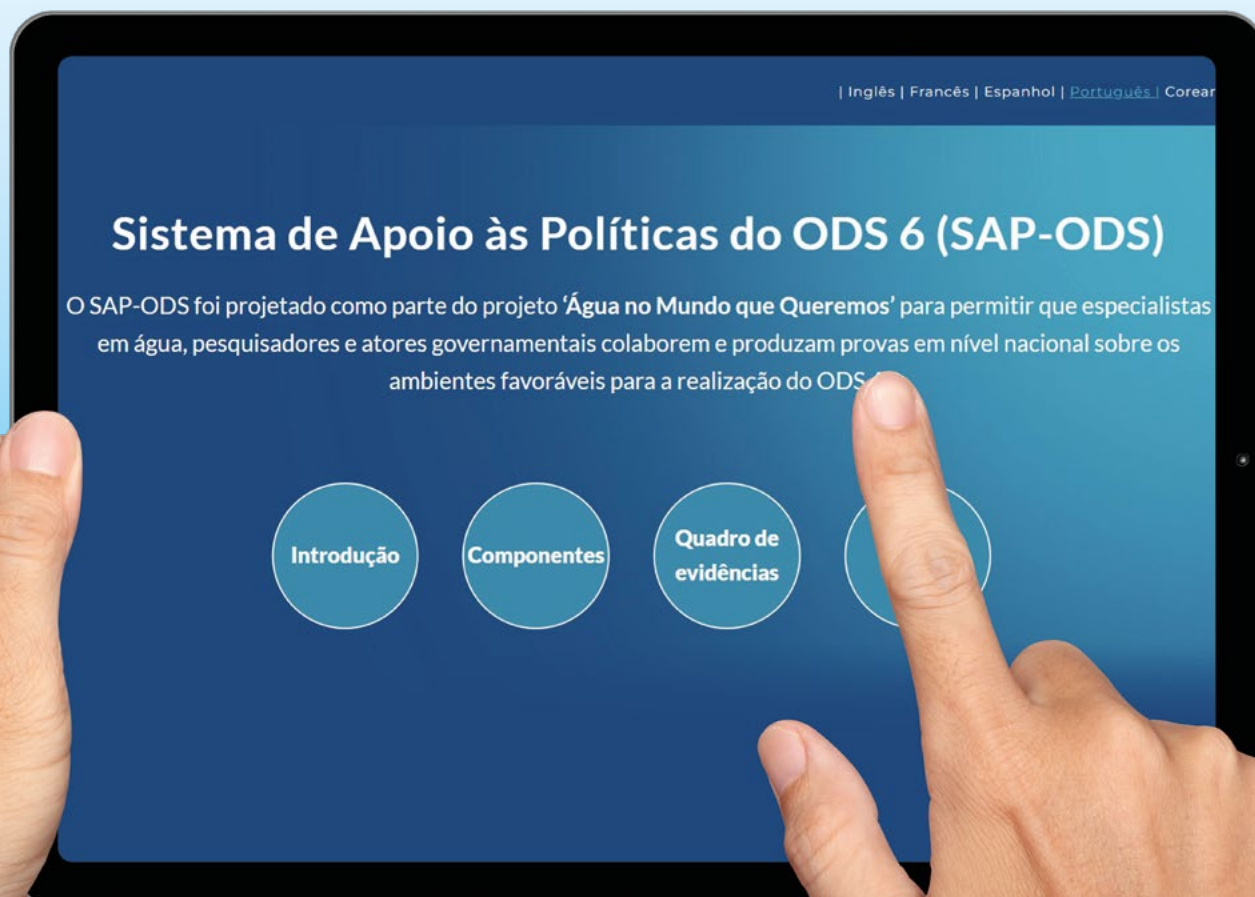 | Inglês | Francês | Espanhol | Português | Corear
Sistema de Apoio às Políticas do ODS 6 (SAP-ODS)
O SAP-ODS foi projetado como parte do projeto ‘Água no Mundo que Queremos’ para permitir que especialistas
em água, pesquisadores e atores governamentais colaborem e produzam provas em nível nacional sobre os
ambientes favoráveis para a realização do ODS
Introdução
Componentes
Quadro de
evidências